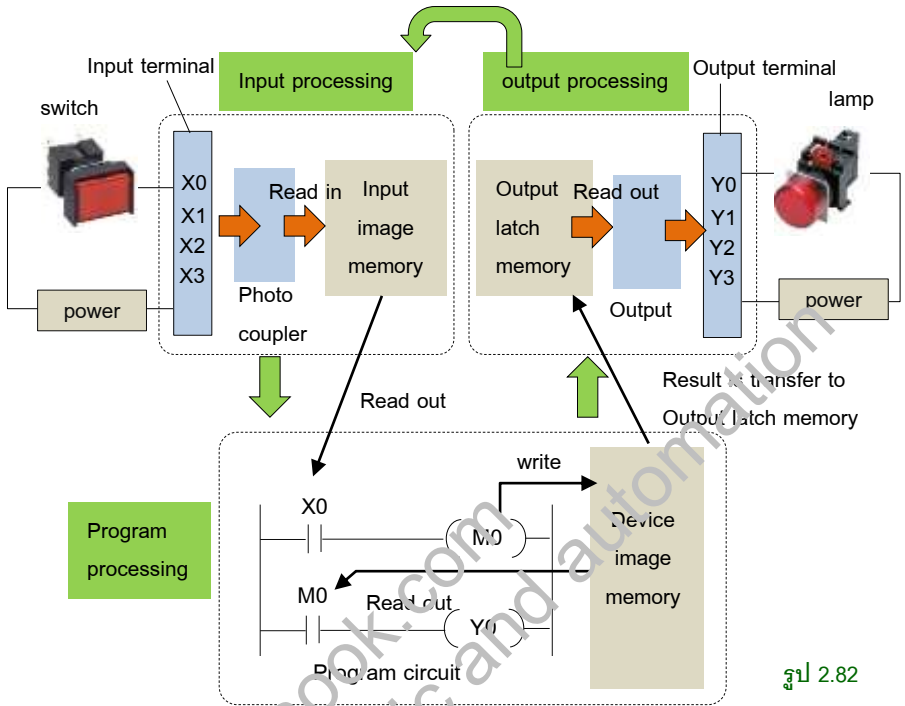 Input terminal
Input processing
output processing
Output terminal
switch
lamp
X0
X1
X2
X3
Read in
Input
image
memory
Photo
coupler
power
Output
latch
memory
Read out
Output
Y0
Y1
Y2
Y3
power
Read out
Result is transfer to
Output latch memory
Program
processing
X0
M0
write
Device
image
memory
M0
Read out
Y0
Program circuit
รูป 2.82